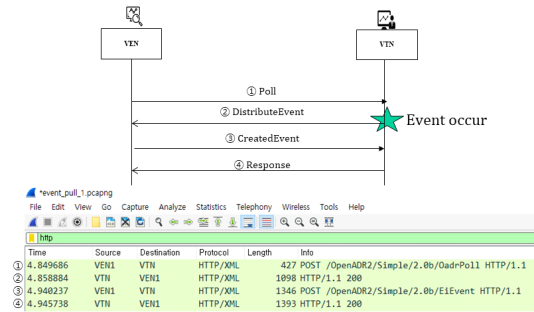 VEN
VTN
① Poll
② DistributeEvent
Event occur
③ CreatedEvent
④ Response
*event_pull_1.pcapng
File Edit View Go Capture Analyze Statistics Telephony Wireless Tools Help
http
Time Source Destination Protocol Length Info
① 4.849686 VEN1 VTN HTTP/XML 427 POST /OpenADR2/Simple/2.0b/OadrPoll HTTP/1.1
② 4.858884 VTN VEN1 HTTP/XML 1098 HTTP/1.1 200
③ 4.940237 VEN1 VTN HTTP/XML 1346 POST /OpenADR2/Simple/2.0b/EiEvent HTTP/1.1
④ 4.945738 VTN VEN1 HTTP/XML 1393 HTTP/1.1 200